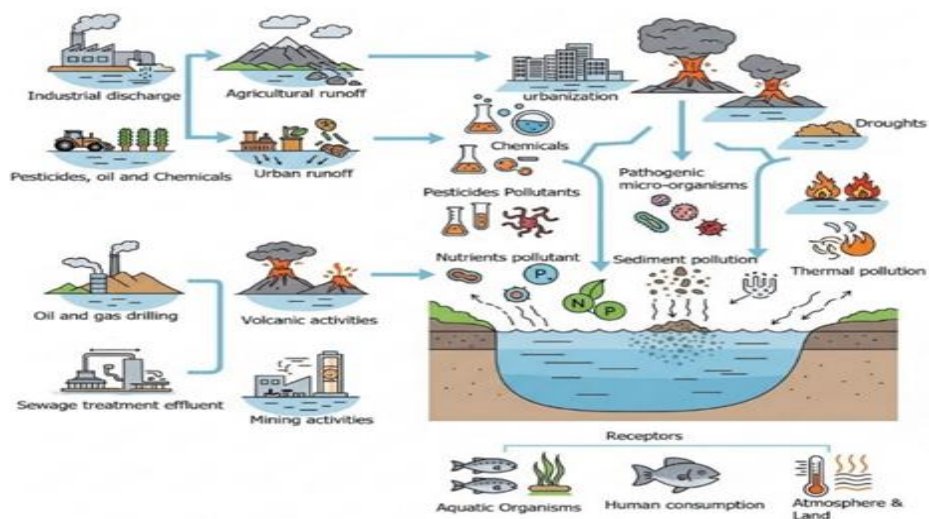 Industrial discharge
Agricultural runoff
urbanization
Droughts
Pesticides, oil and Chemicals
Urban runoff
Chemicals
Pesticides Pollutants
Pathogenic
micro-organisms
Nutrients pollutant
Sediment pollution
Thermal pollution
Oil and gas drilling
Volcanic activities
P
N
P
Sewage treatment effluent
Mining activities
Receptors
Aquatic Organisms
Human consumption
Atmosphere &
Land